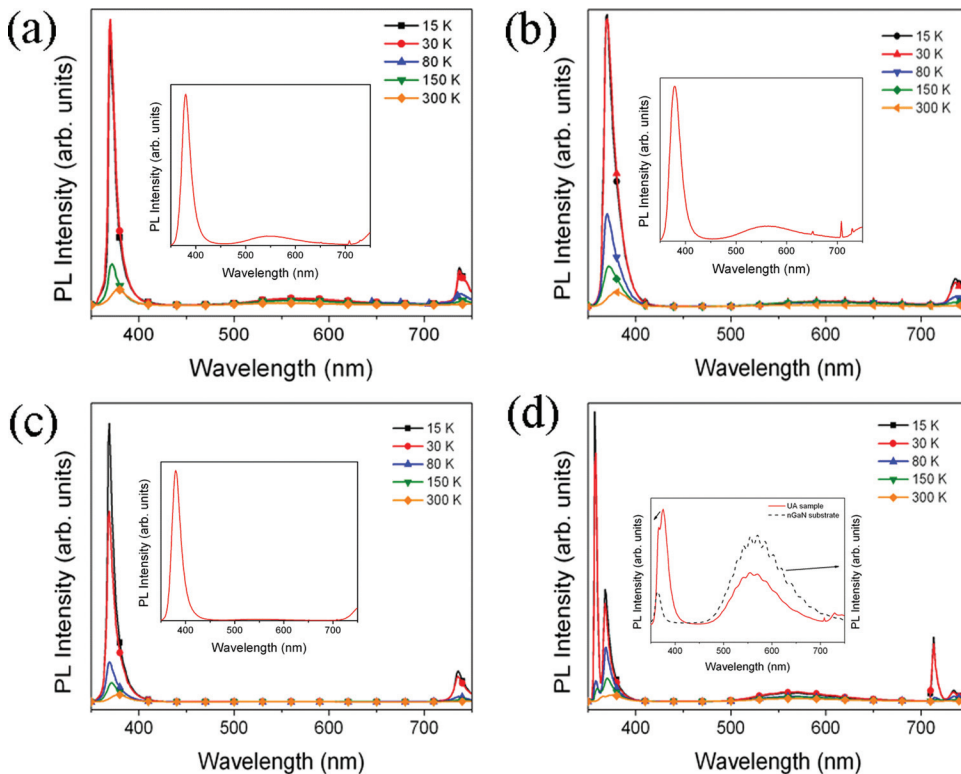 (a)
PL Intensity (arb. units)
15 K
30 K
80 K
150 K
300 K
PL Intensity (arb. units)
400 500 600 700
Wavelength (nm)
400 500 600 700
Wavelength (nm)
(b)
PL Intensity (arb. units)
15 K
30 K
80 K
150 K
300 K
PL Intensity (arb. units)
400 500 600 700
Wavelength (nm)
400 500 600 700
Wavelength (nm)
(c)
PL Intensity (arb. units)
15 K
30 K
80 K
150 K
300 K
PL Intensity (arb. units)
400 500 600 700
Wavelength (nm)
400 500 600 700
Wavelength (nm)
(d)
PL Intensity (arb. units)
15 K
30 K
80 K
150 K
300 K
UA sample
nGaN substrate
PL Intensity (arb. units)
PL Intensity (arb. units)
400 500 600 700
Wavelength (nm)
400 500 600 700
Wavelength (nm)